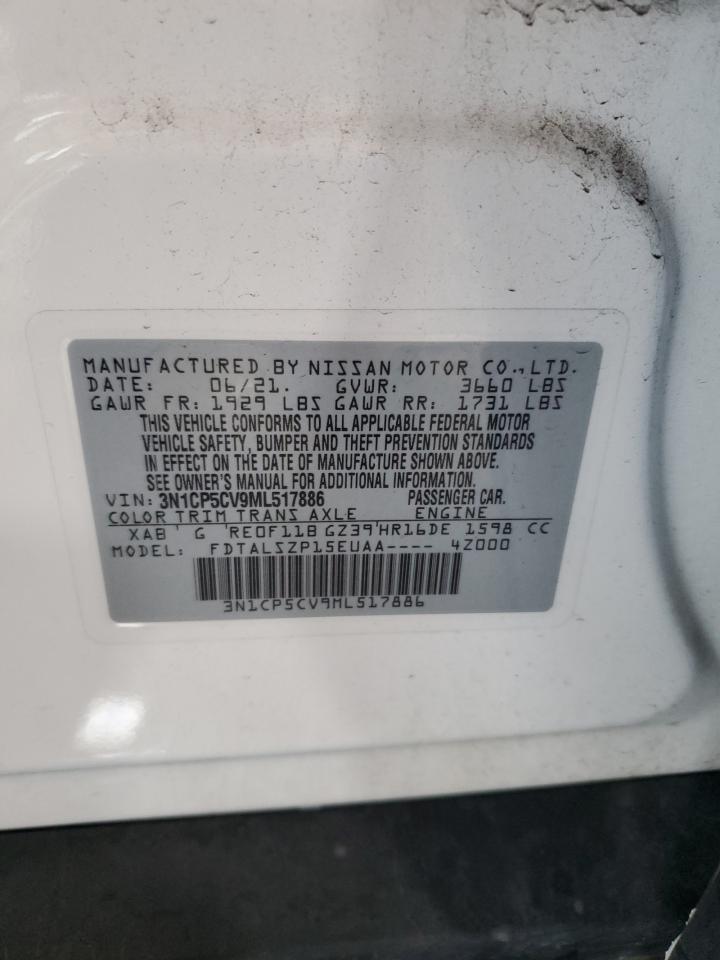 MANUFACTURED BY NISSAN MOTOR CO.,LTD.
DATE: 06/21. GVWR: 3660 LBS
GAWR FR: 1929 LBS GAWR RR: 1731 LBS
THIS VEHICLE CONFORMS TO ALL APPLICABLE FEDERAL MOTOR
VEHICLE SAFETY, BUMPER AND THEFT PREVENTION STANDARDS
IN EFFECT ON THE DATE OF MANUFACTURE SHOWN ABOVE.
SEE OWNER'S MANUAL FOR ADDITIONAL INFORMATION.
VIN: 3N1CP5CV9ML517886 PASSENGER CAR.
COLOR TRIM TRANS AXLE ENGINE
XAB' G 'RE0F11B GZ39'HR16DE 1598 CC
MODEL: FDTALSZP15EUAA---- 4Z000
3N1CP5CV9ML517886